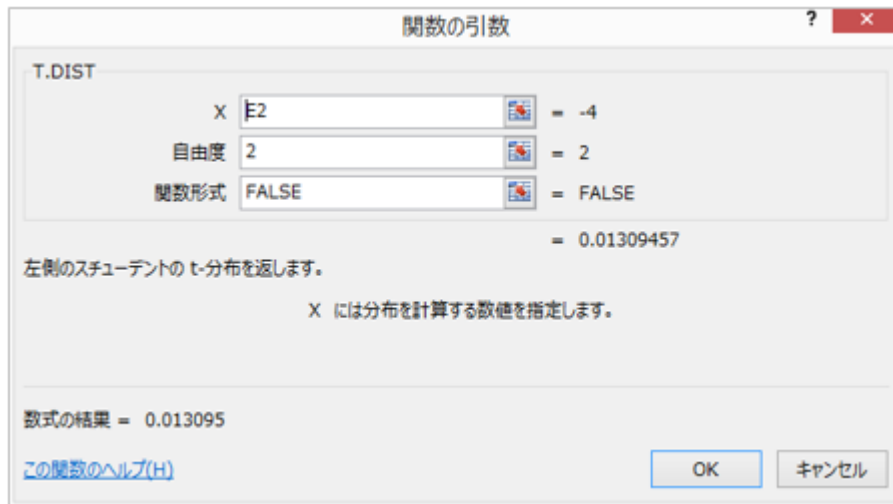 関数の引数 ? ×
T.DIST
X E2 = -4
自由度 2 = 2
関数形式 FALSE = FALSE
= 0.01309457
左側のスチューデントの t-分布を返します。
X には分布を計算する数値を指定します。
数式の結果 = 0.013095
この関数のヘルプ(H) OK キャンセル